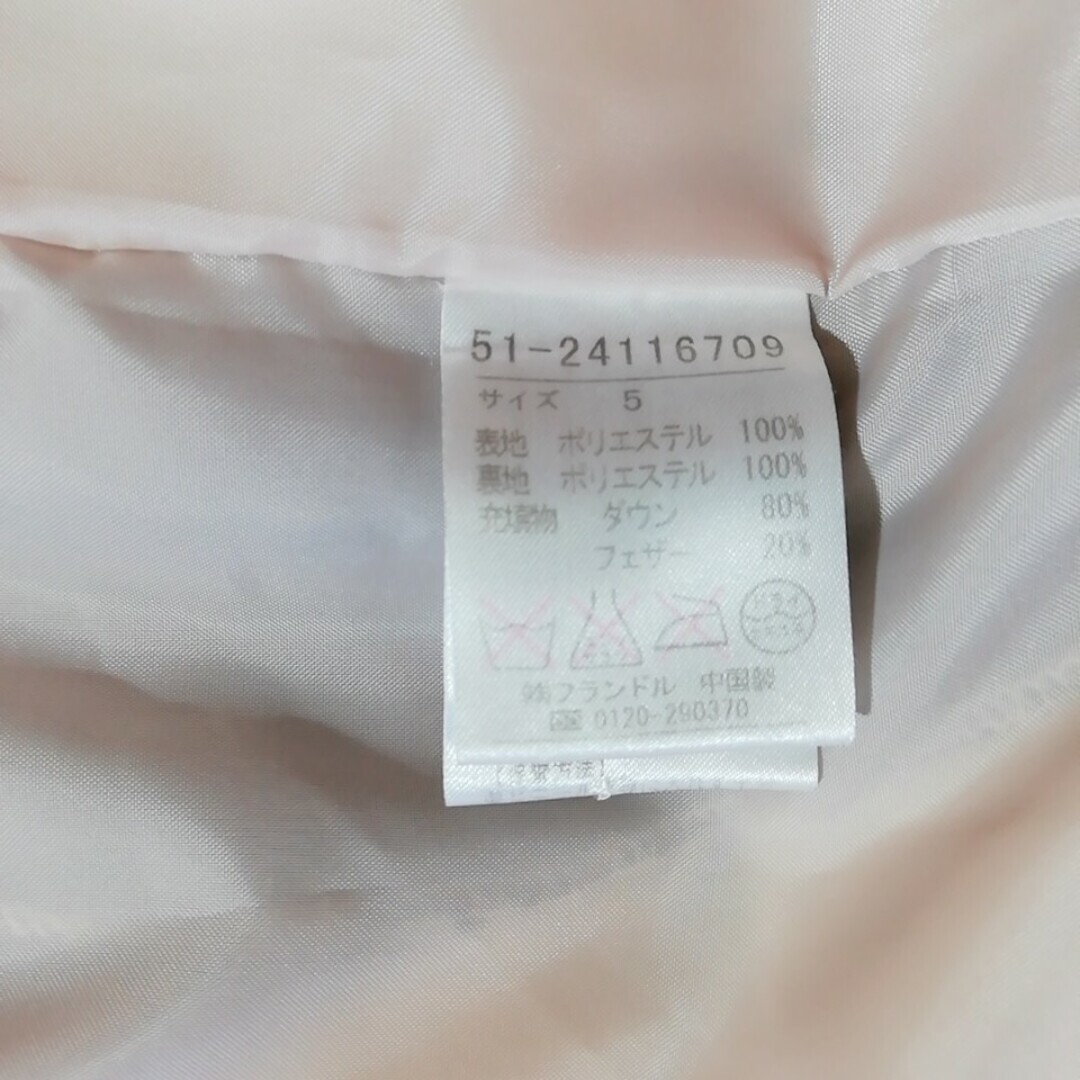 51-24116709
サイズ 5
表地 ポリエステル 100%
裏地 ポリエステル 100%
充填物 ダウン 80%
フェザー 20%
㈱フランドル 中国製
0120-290370